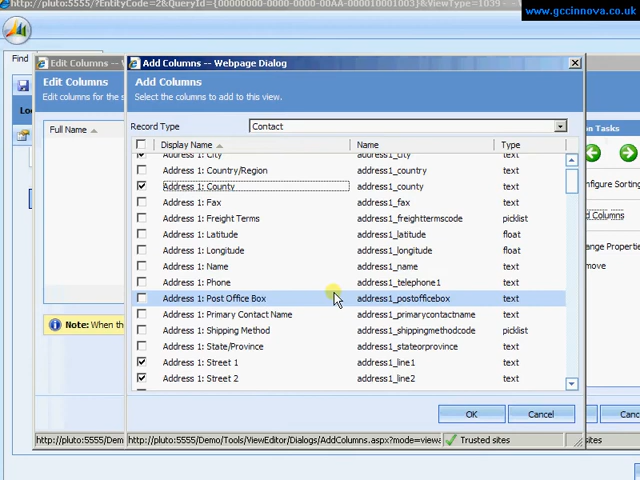 http://pluto:5555/?EntityCode=2&QueryId={00000000-0000-0000-00AA-000010001003}&ViewType=1039 -
www.gccinnova.co.uk
Find
Edit Columns -- W
Edit Columns
Edit columns for the s
Full Name
Note: When th
http://pluto:5555/Dem
Add Columns -- Webpage Dialog
Add Columns
Select the columns to add to this view.
Record Type
Contact
Display Name
Name
Type
Address 1: City address1_city text
Address 1: Country/Region address1_country text
Address 1: County address1_county text
Address 1: Fax address1_fax text
Address 1: Freight Terms address1_freighttermscode picklist
Address 1: Latitude address1_latitude float
Address 1: Longitude address1_longitude float
Address 1: Name address1_name text
Address 1: Phone address1_telephone1 text
Address 1: Post Office Box address1_postofficebox text
Address 1: Primary Contact Name address1_primarycontactname text
Address 1: Shipping Method address1_shippingmethodcode picklist
Address 1: State/Province address1_stateorprovince text
Address 1: Street 1 address1_line1 text
Address 1: Street 2 address1_line2 text
OK
Cancel
http://pluto:5555/Demo/Tools/ViewEditor/Dialogs/AddColumns.aspx?mode=view
Trusted sites
on Tasks
figure Sorting
d Columns
ange Properties
move
Canc
sites